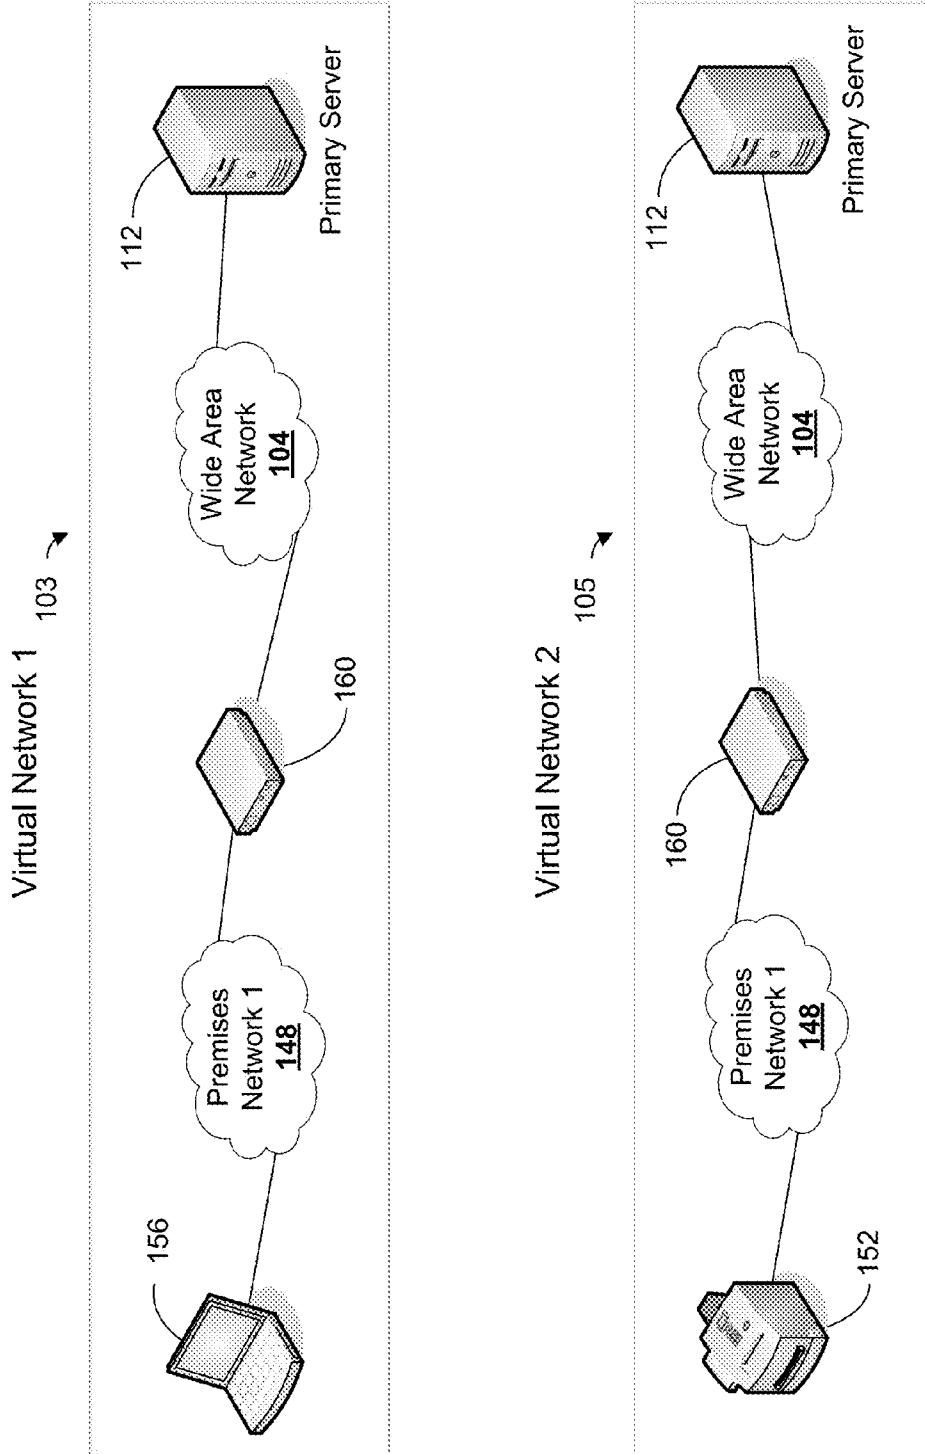 Virtual Network 1
103
156
Premises
Network 1
148
160
Wide Area
Network
104
112
Primary Server
Virtual Network 2
105
152
Premises
Network 1
148
160
Wide Area
Network
104
112
Primary Server